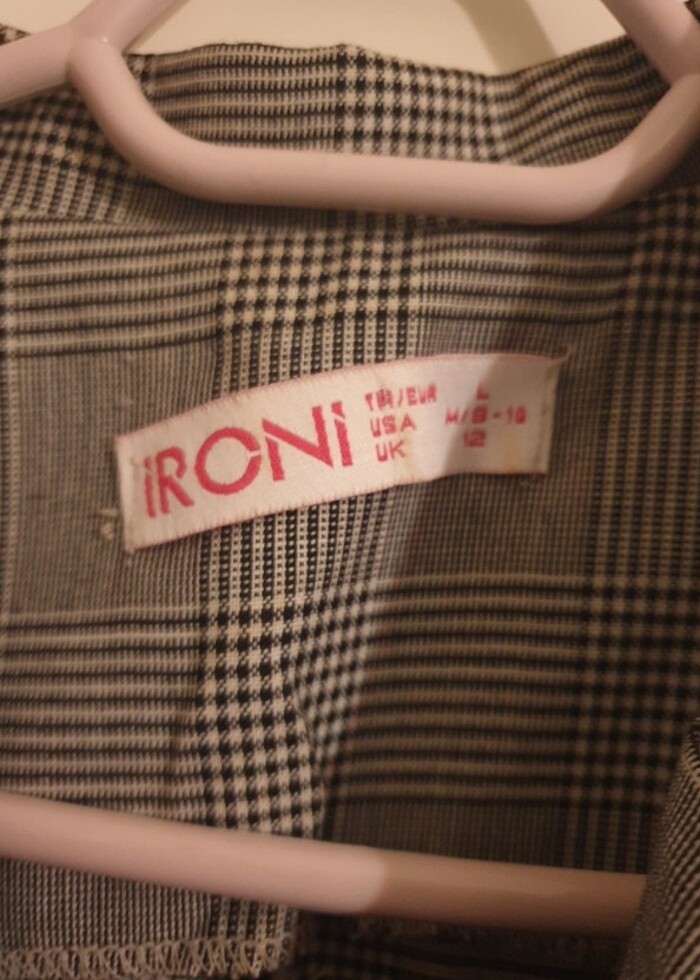 iRONi
TR/EUR L
USA M/8-10
UK 12